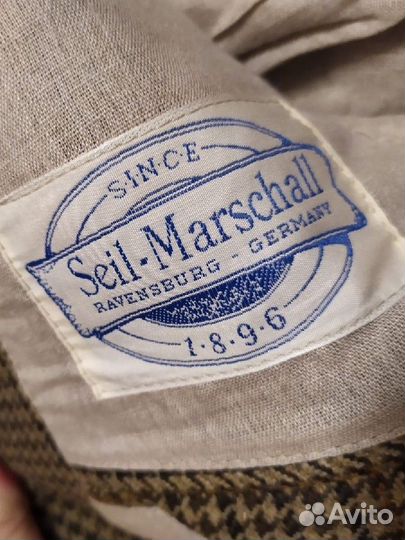 SINCE
Seil-Marschall
RAVENSBURG - GERMANY
1·8·9·6
Avito